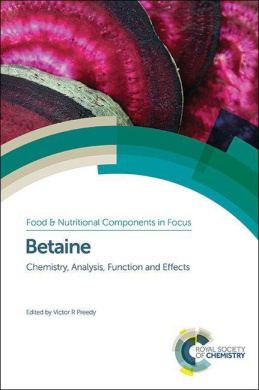 Food & Nutritional Components in Focus
Betaine
Chemistry, Analysis, Function and Effects
Edited by Victor R Preedy
ROYAL SOCIETY
OF CHEMISTRY